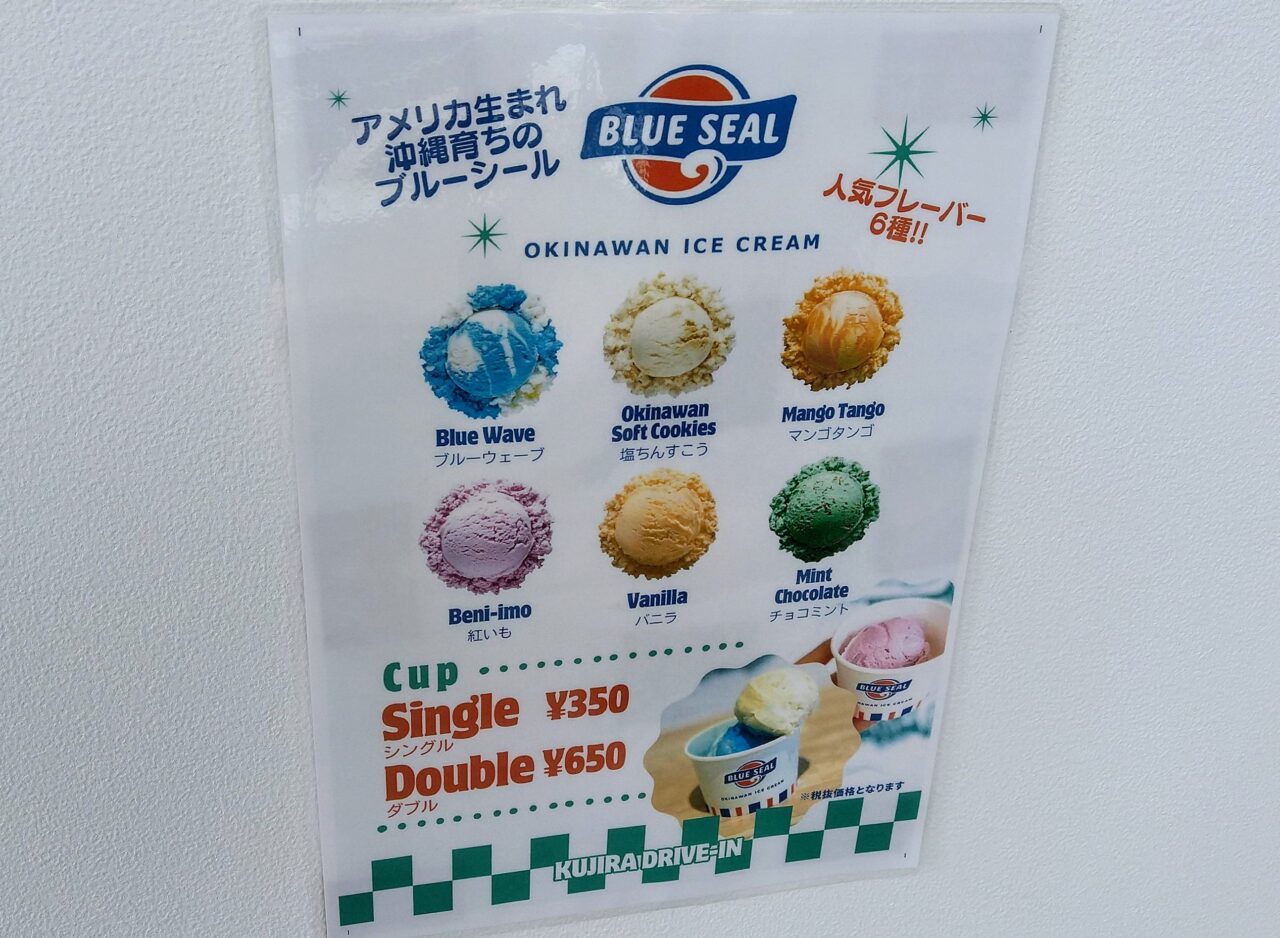 アメリカ生まれ
沖縄育ちの
ブルーシール
BLUE SEAL
人気フレーバー
6種!!
OKINAWAN ICE CREAM
Blue Wave
ブルーウェーブ
Okinawan
Soft Cookies
塩ちんすこう
Mango Tango
マンゴタンゴ
Beni-imo
紅いも
Vanilla
バニラ
Mint
Chocolate
チョコミント
Cup
Single ¥350
シングル
Double ¥650
ダブル
BLUE SEAL
OKINAWAN ICE CREAM
BLUE SEAL
NAWAN ICE CREAM
※税抜価格となります
KUJIRA DRIVE-IN